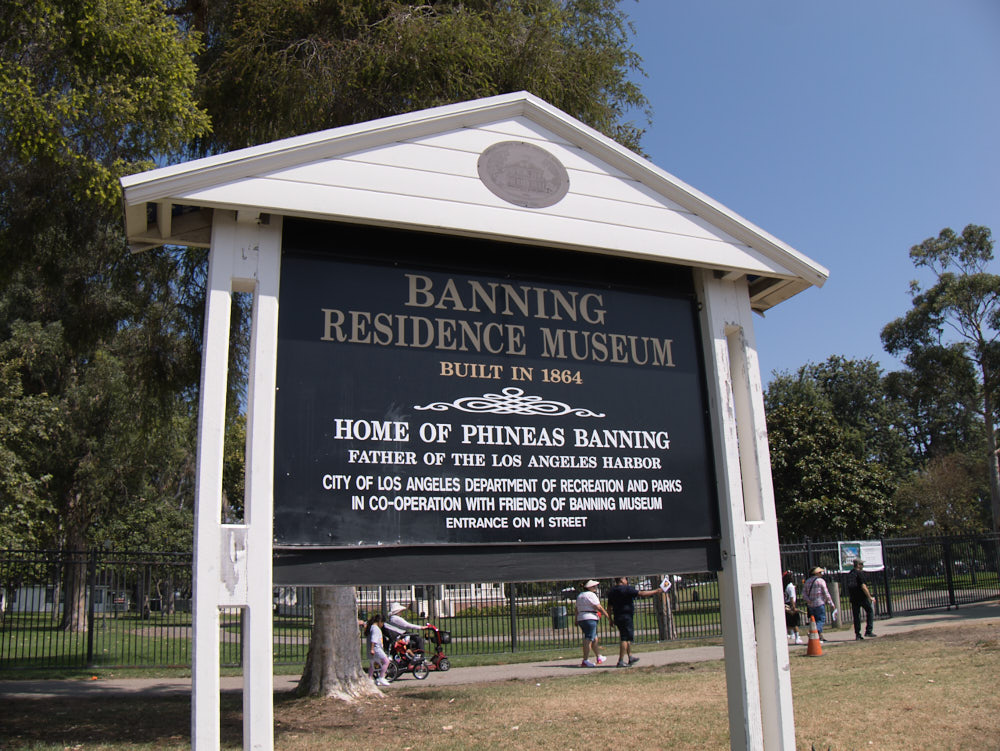 BANNING
RESIDENCE MUSEUM
BUILT IN 1864
HOME OF PHINEAS BANNING
FATHER OF THE LOS ANGELES HARBOR
CITY OF LOS ANGELES DEPARTMENT OF RECREATION AND PARKS
IN CO-OPERATION WITH FRIENDS OF BANNING MUSEUM
ENTRANCE ON M STREET